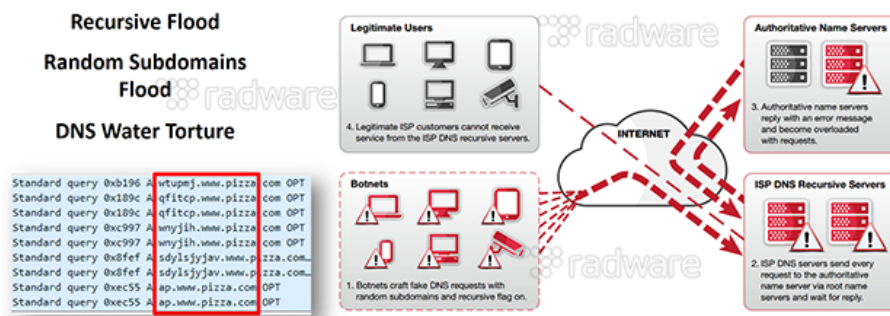 Recursive Flood
Random Subdomains
Flood
DNS Water Torture
Standard query 0xb196 A wtupmj.www.pizza.com OPT
Standard query 0x189c A qfitcp.www.pizza.com OPT
Standard query 0x189c A qfitcp.www.pizza.com OPT
Standard query 0xc997 A wnyjih.www.pizza.com OPT
Standard query 0xc997 A wnyjih.www.pizza.com OPT
Standard query 0x8fef A sdylsjyjav.www.pizza.com…
Standard query 0x8fef A sdylsjyjav.www.pizza.com…
Standard query 0xec55 A ap.www.pizza.com OPT
Standard query 0xec55 A ap.www.pizza.com OPT
Legitimate Users
4. Legitimate ISP customers cannot receive
service from the ISP DNS recursive servers.
Botnets
1. Botnets craft fake DNS requests with
random subdomains and recursive flag on.
INTERNET
Authoritative Name Servers
3. Authoritative name servers
reply with an error message
and become overloaded
with requests.
ISP DNS Recursive Servers
2. ISP DNS servers send every
request to the authoritative
name server via root name
servers and wait for reply.
radware
radware
radware
radware